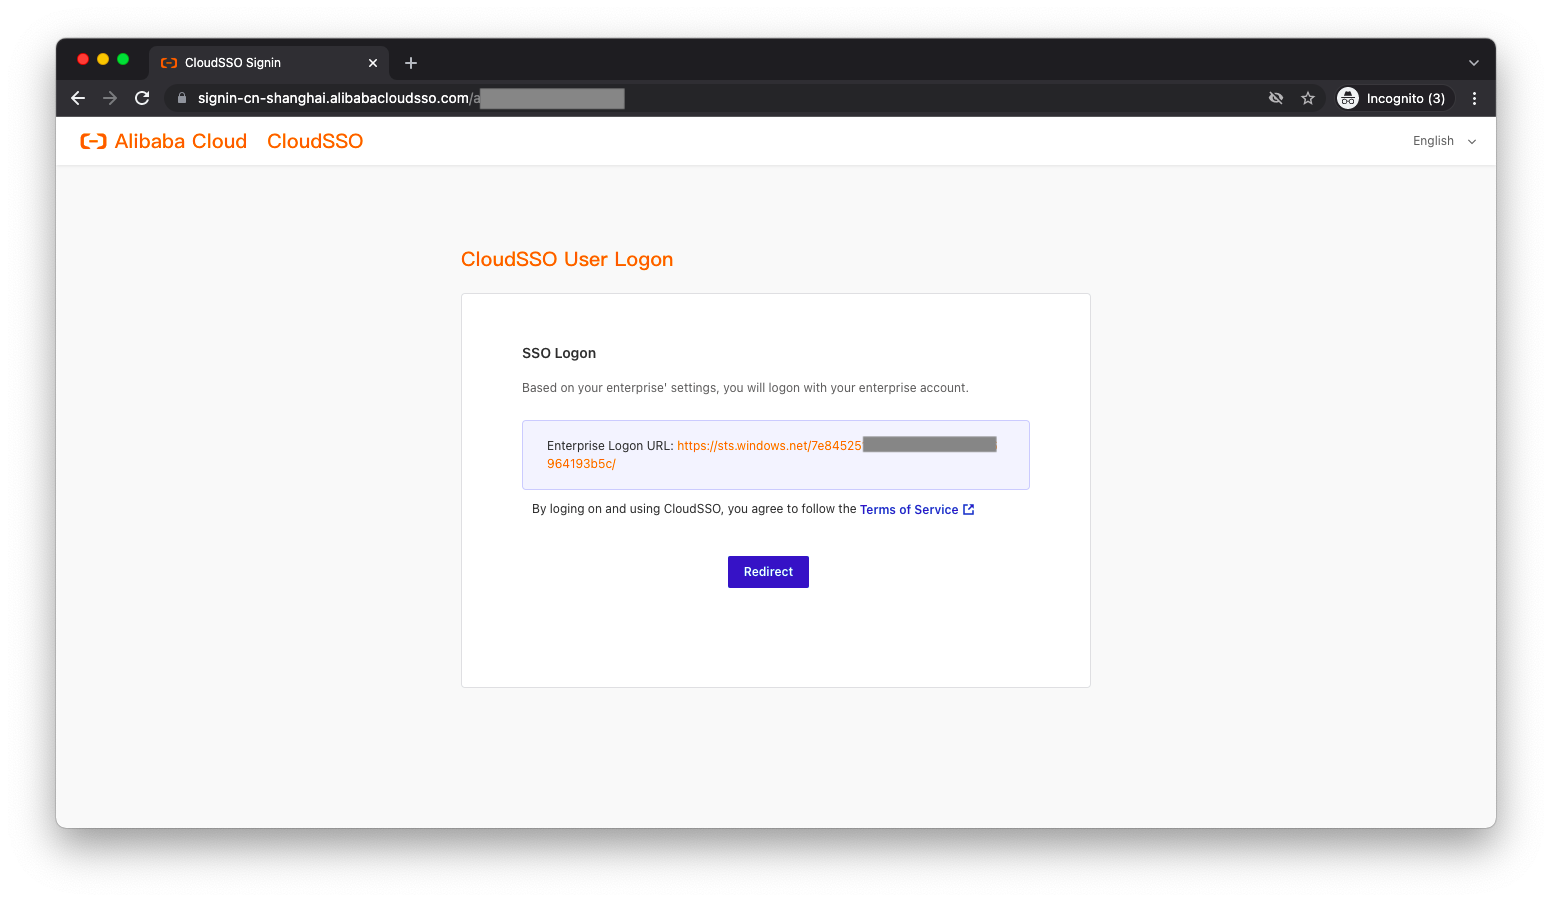 CloudSSO Signin
signin-cn-shanghai.alibabacloudsso.com/a
Incognito (3)
Alibaba Cloud CloudSSO
English
CloudSSO User Logon
SSO Logon
Based on your enterprise' settings, you will logon with your enterprise account.
Enterprise Logon URL: https://sts.windows.net/7e84525
964193b5c/
By loging on and using CloudSSO, you agree to follow the Terms of Service
Redirect